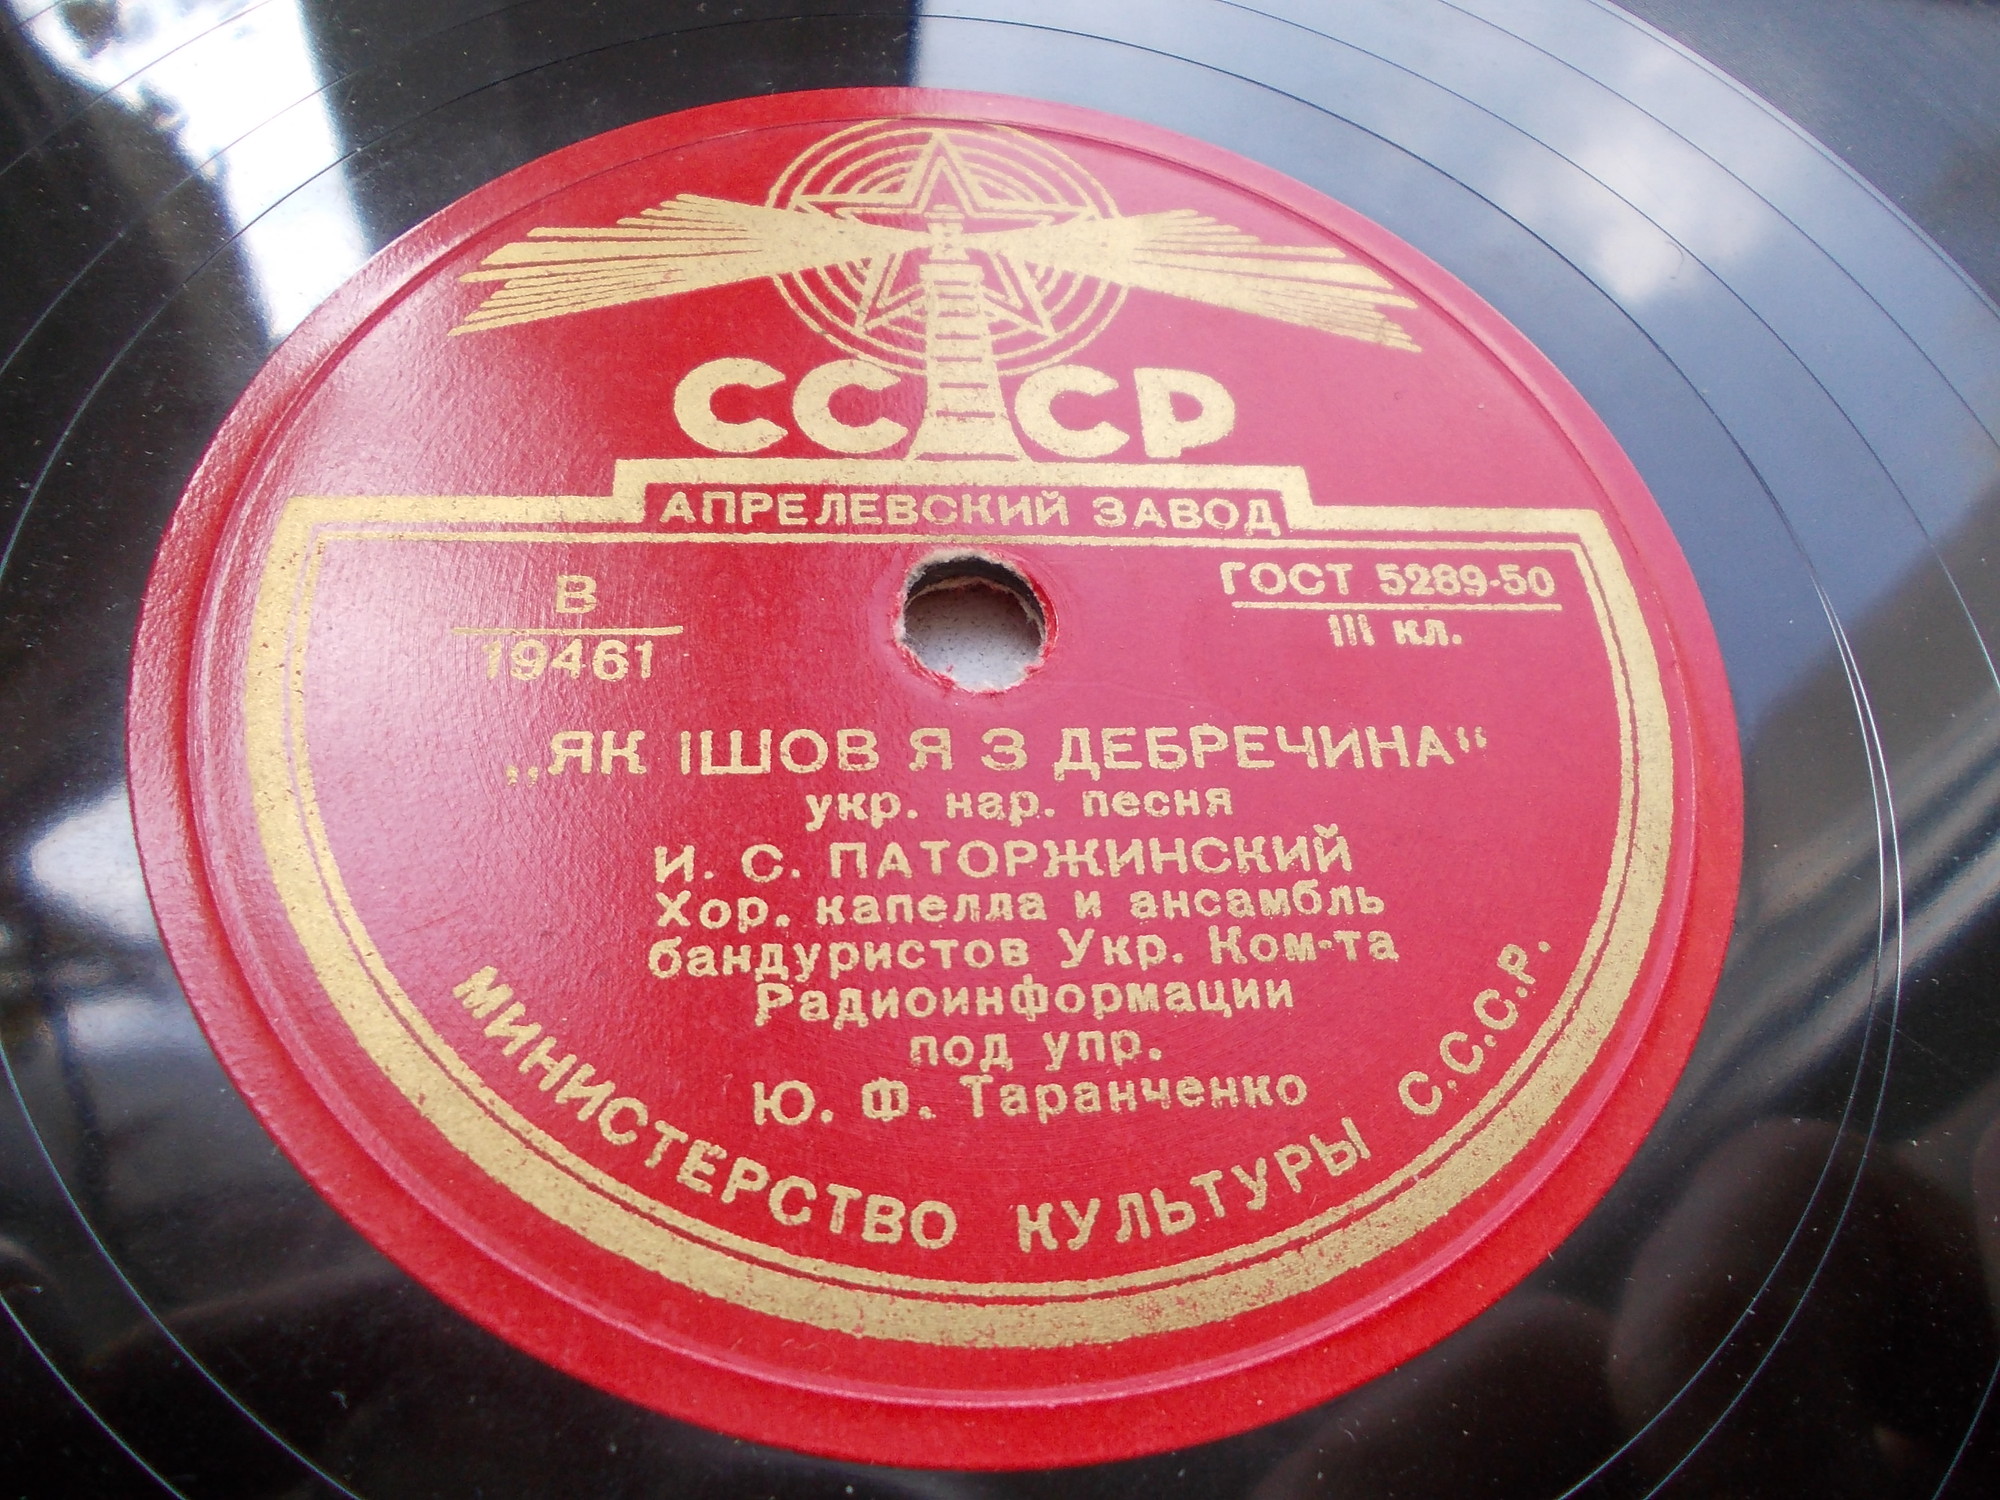 СССР
АПРЕЛЕВСКИЙ ЗАВОД
В
19461
ГОСТ 5289-50
III кл.
„ЯК ІШОВ Я З ДЕБРЕЧИНА“
укр. нар. песня
И. С. ПАТОРЖИНСКИЙ
Хор. капелла и ансамбль
бандуристов Укр. Ком-та
Радиоинформации
под упр.
Ю. Ф. Таранченко
МИНИСТЕРСТВО КУЛЬТУРЫ С.С.С.Р.